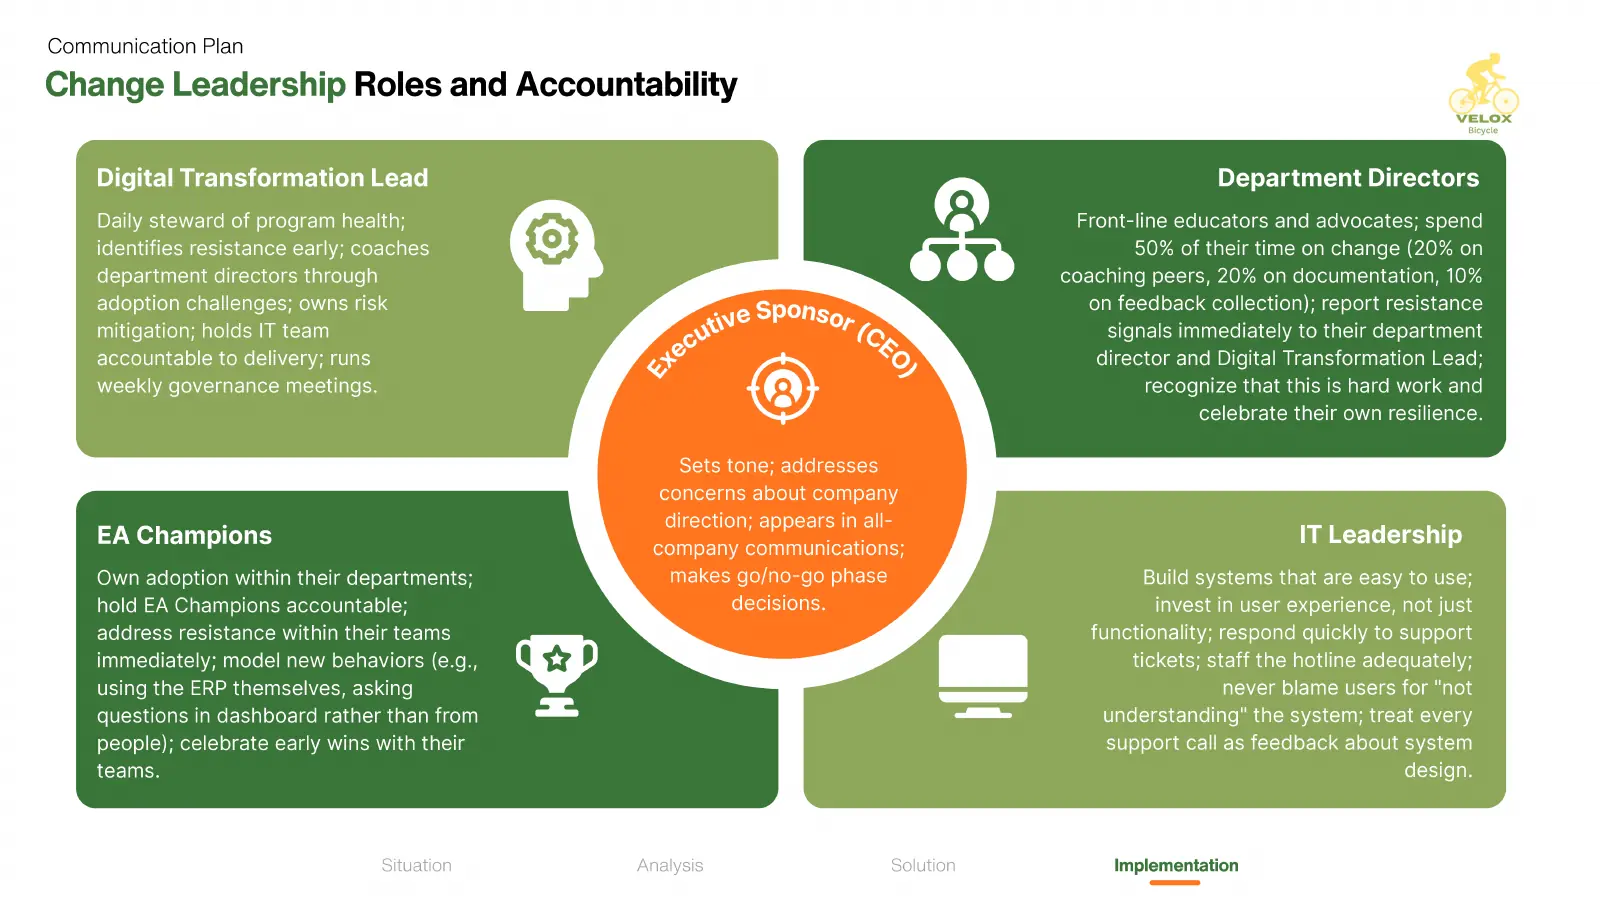 Communication Plan
Change Leadership Roles and Accountability
VELOX
Bicycle
Digital Transformation Lead
Daily steward of program health;
identifies resistance early; coaches
department directors through
adoption challenges; owns risk
mitigation; holds IT team
accountable to delivery; runs
weekly governance meetings.
Department Directors
Front-line educators and advocates; spend
50% of their time on change (20% on
coaching peers, 20% on documentation, 10%
on feedback collection); report resistance
signals immediately to their department
director and Digital Transformation Lead;
recognize that this is hard work and
celebrate their own resilience.
Executive Sponsor (CEO)
Sets tone; addresses
concerns about company
direction; appears in all-
company communications;
makes go/no-go phase
decisions.
EA Champions
Own adoption within their departments;
hold EA Champions accountable;
address resistance within their teams
immediately; model new behaviors (e.g.,
using the ERP themselves, asking
questions in dashboard rather than from
people); celebrate early wins with their
teams.
IT Leadership
Build systems that are easy to use;
invest in user experience, not just
functionality; respond quickly to support
tickets; staff the hotline adequately;
never blame users for "not
understanding" the system; treat every
support call as feedback about system
design.
Situation
Analysis
Solution
Implementation